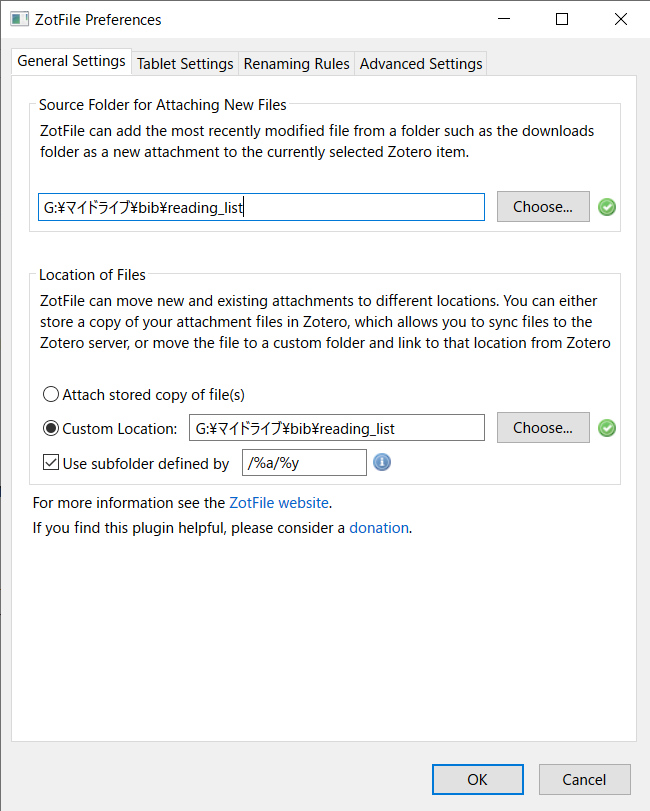 ZotFile Preferences
General Settings Tablet Settings Renaming Rules Advanced Settings
Source Folder for Attaching New Files
ZotFile can add the most recently modified file from a folder such as the downloads
folder as a new attachment to the currently selected Zotero item.
G:¥マイドライブ¥bib¥reading_list Choose...
Location of Files
ZotFile can move new and existing attachments to different locations. You can either
store a copy of your attachment files in Zotero, which allows you to sync files to the
Zotero server, or move the file to a custom folder and link to that location from Zotero
Attach stored copy of file(s)
Custom Location: G:¥マイドライブ¥bib¥reading_list Choose...
Use subfolder defined by /%a/%y
For more information see the ZotFile website.
If you find this plugin helpful, please consider a donation.
OK Cancel